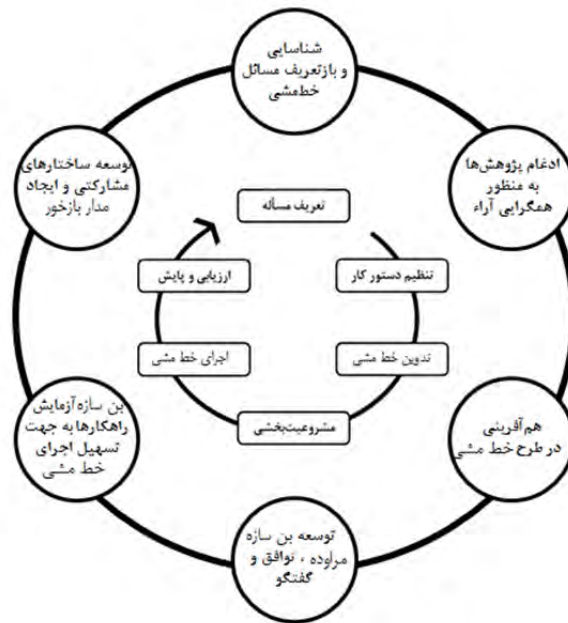 شناسایی
و بازتعریف مسائل
خط‌مشی
ادغام پژوهش‌ها
به منظور
همگرایی آراء
توسعه ساختارهای
مشارکتی و ایجاد
مدار بازخور
تعریف مسأله
تنظیم دستور کار
ارزیابی و پایش
تدوین خط مشی
اجرای خط مشی
مشروعیت‌بخشی
هم‌آفرینی
در طرح خط مشی
بن سازه آزمایش
راهکارها به جهت
تسهیل اجرای
خط مشی
توسعه بن سازه
مراوده ، توافق و
گفتگو